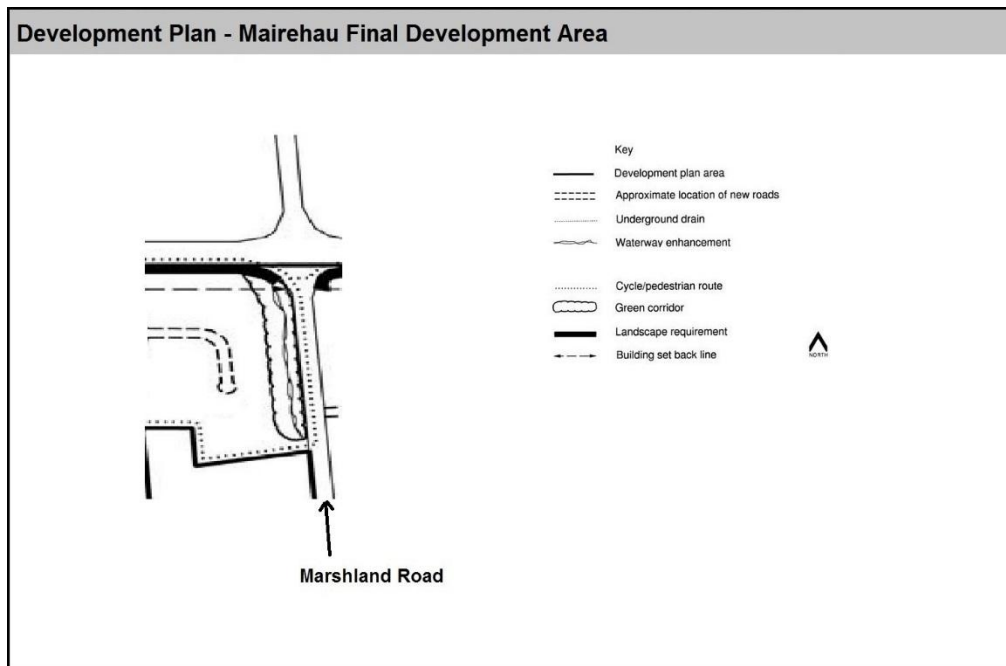 Development Plan - Mairehau Final Development Area
Key
Development plan area
Approximate location of new roads
Underground drain
Waterway enhancement
Cycle/pedestrian route
Green corridor
Landscape requirement
Building set back line
NORTH
Marshland Road